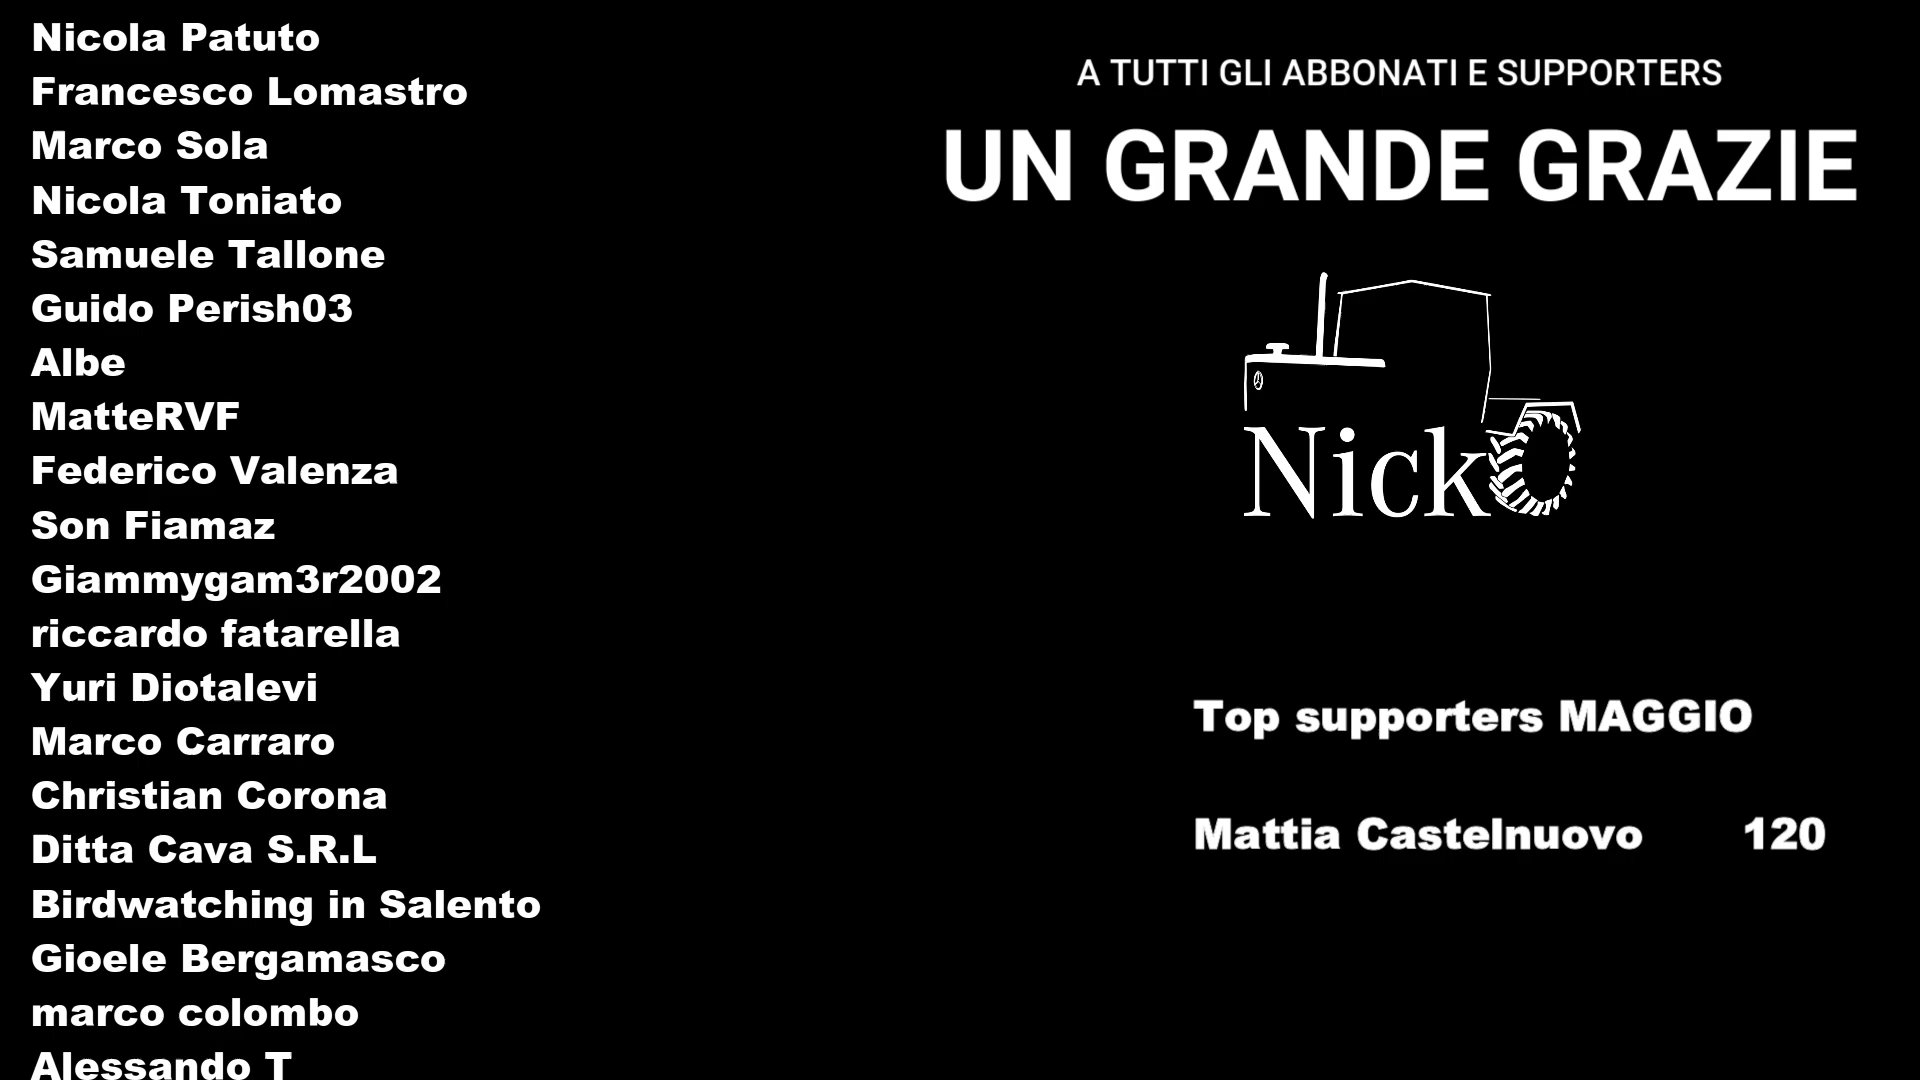 Nicola Patuto
Francesco Lomastro
Marco Sola
Nicola Toniato
Samuele Tallone
Guido Perish03
Albe
MatteRVF
Federico Valenza
Son Fiamaz
Giammygam3r2002
riccardo fatarella
Yuri Diotalevi
Marco Carraro
Christian Corona
Ditta Cava S.R.L
Birdwatching in Salento
Gioele Bergamasco
marco colombo
Alessando T
A TUTTI GLI ABBONATI E SUPPORTERS
UN GRANDE GRAZIE
Nicko
Top supporters MAGGIO
Mattia Castelnuovo 120